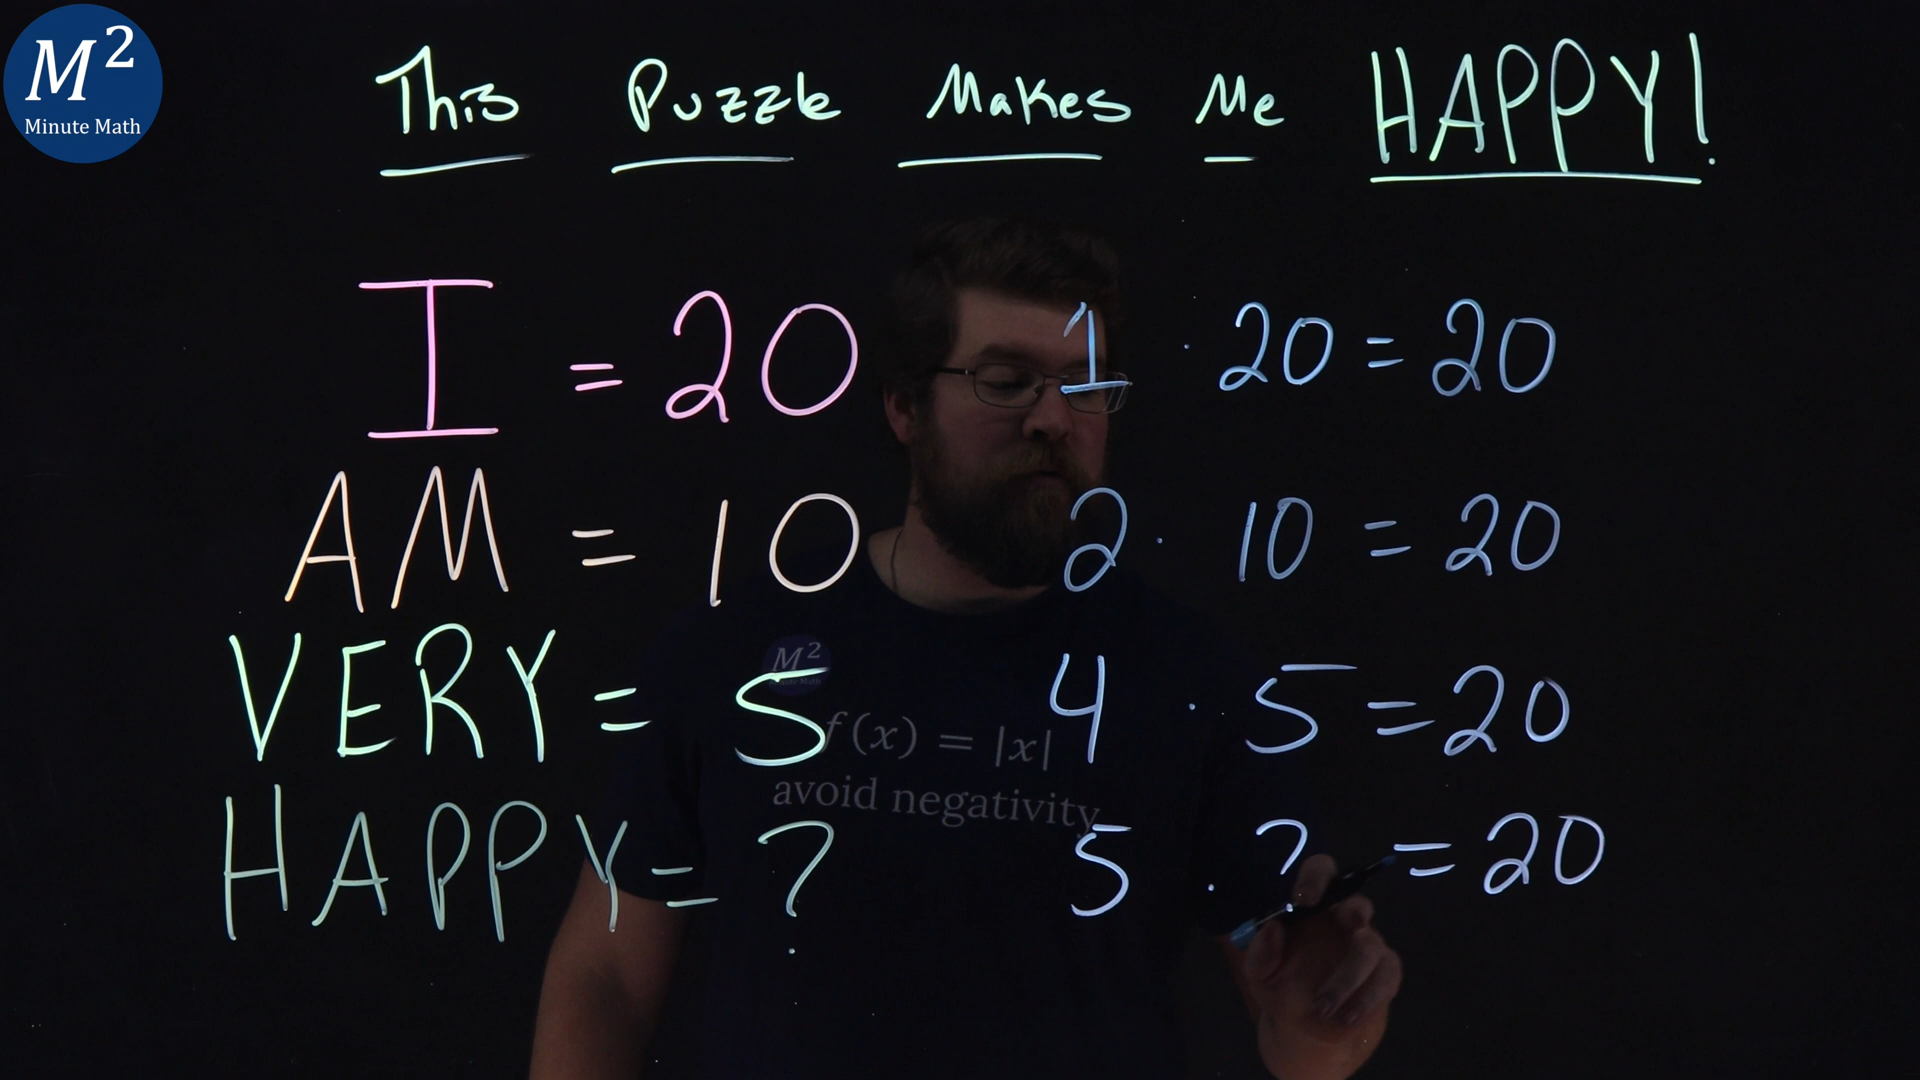 M²
Minute Math
This Puzzle Makes Me HAPPY!
I = 20 1 · 20 = 20
AM = 10 2 · 10 = 20
VERY = 5 4 · 5 = 20
M²
f(x) = |x|
avoid negativity
HAPPY = ? 5 · ? = 20